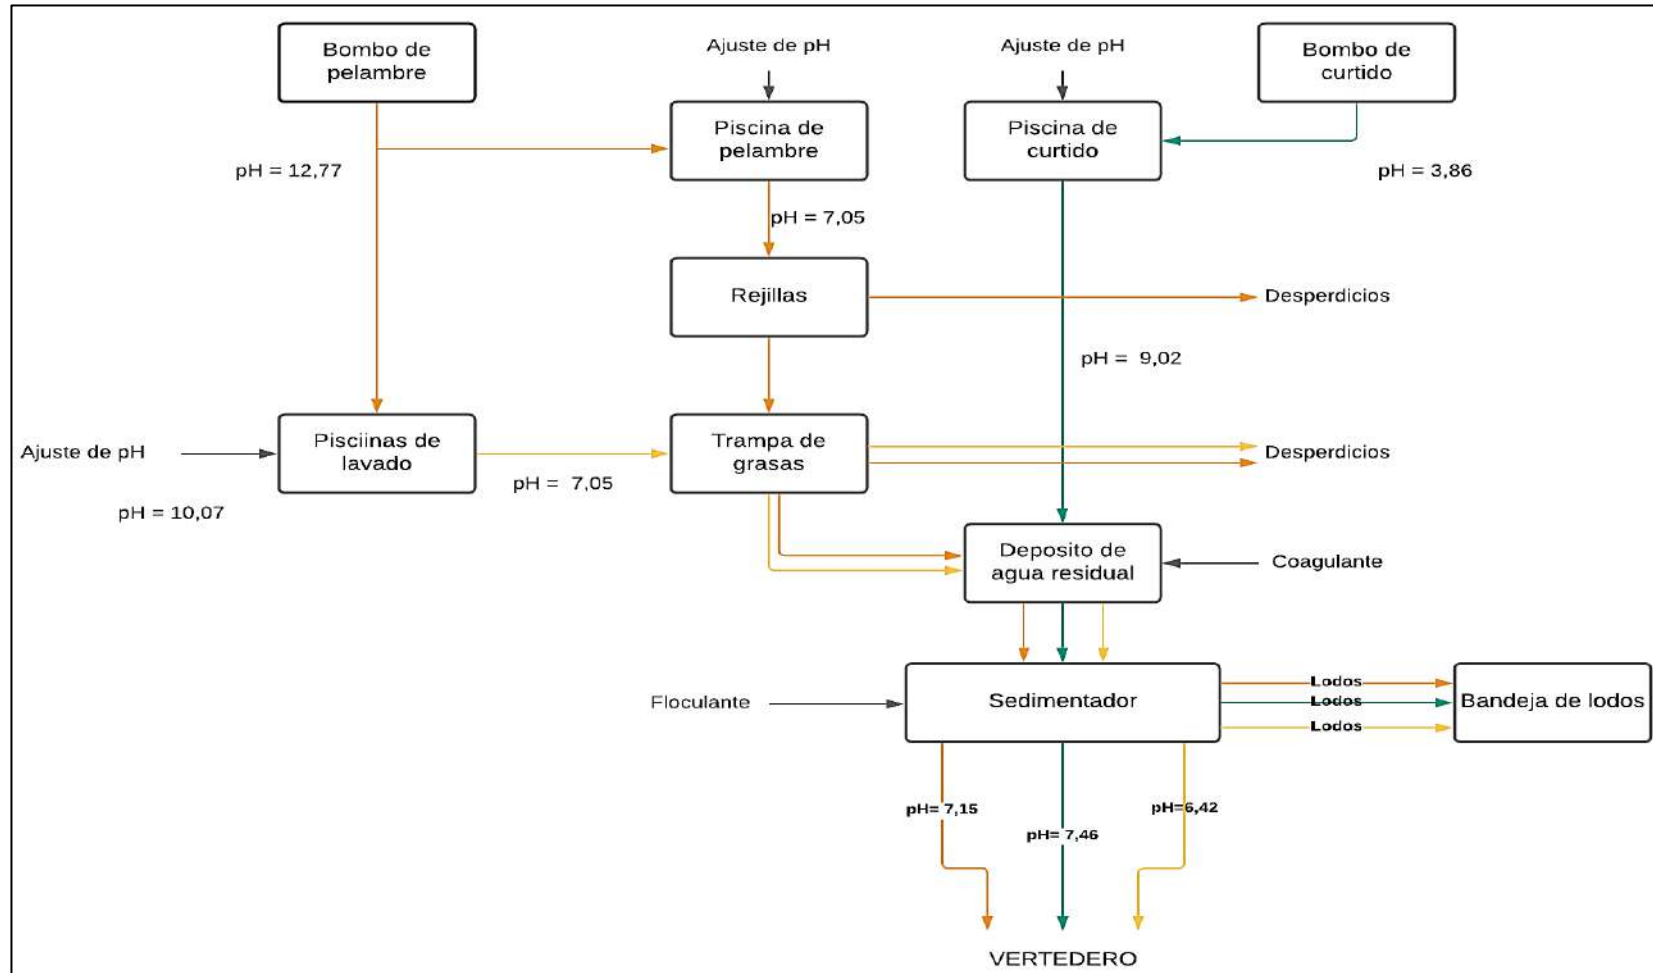 Bombo de
pelambre
Ajuste de pH
Ajuste de pH
Bombo de
curtido
Piscina de
pelambre
Piscina de
curtido
pH = 12,77
pH = 3,86
pH = 7,05
Rejillas
Desperdicios
pH =  9,02
Ajuste de pH
Pisciinas de
lavado
Trampa de
grasas
Desperdicios
pH =  7,05
pH = 10,07
Deposito de
agua residual
Coagulante
Floculante
Sedimentador
Lodos
Lodos
Lodos
Bandeja de lodos
pH= 7,15
pH= 7,46
pH=6,42
VERTEDERO